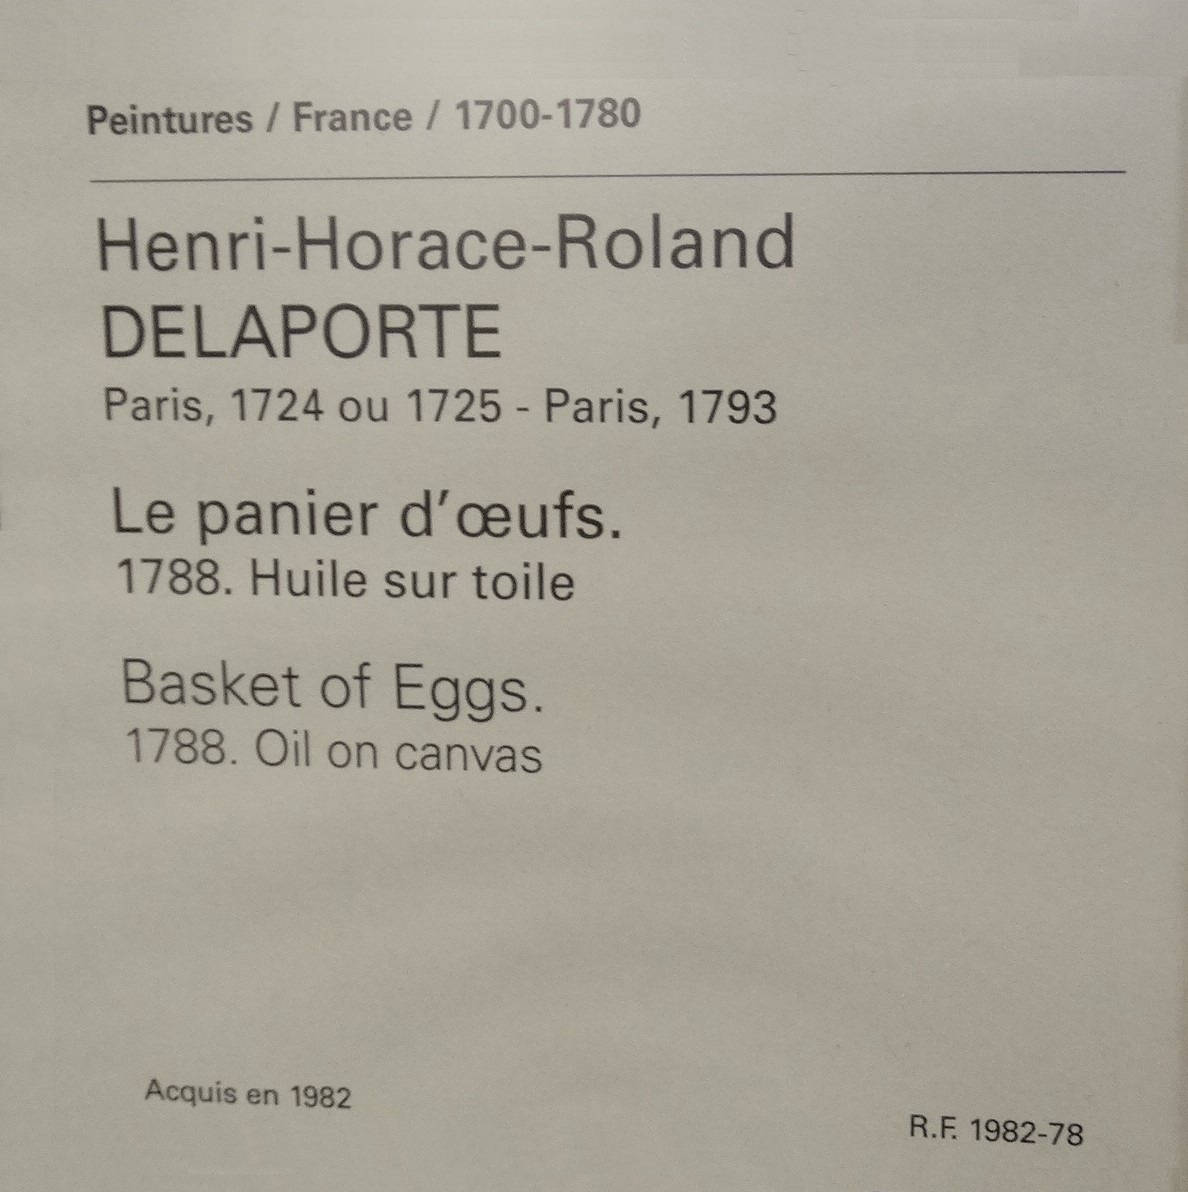 Peintures / France / 1700-1780
Henri-Horace-Roland
DELAPORTE
Paris, 1724 ou 1725 - Paris, 1793
Le panier d'œufs.
1788. Huile sur toile
Basket of Eggs.
1788. Oil on canvas
Acquis en 1982
R.F. 1982-78